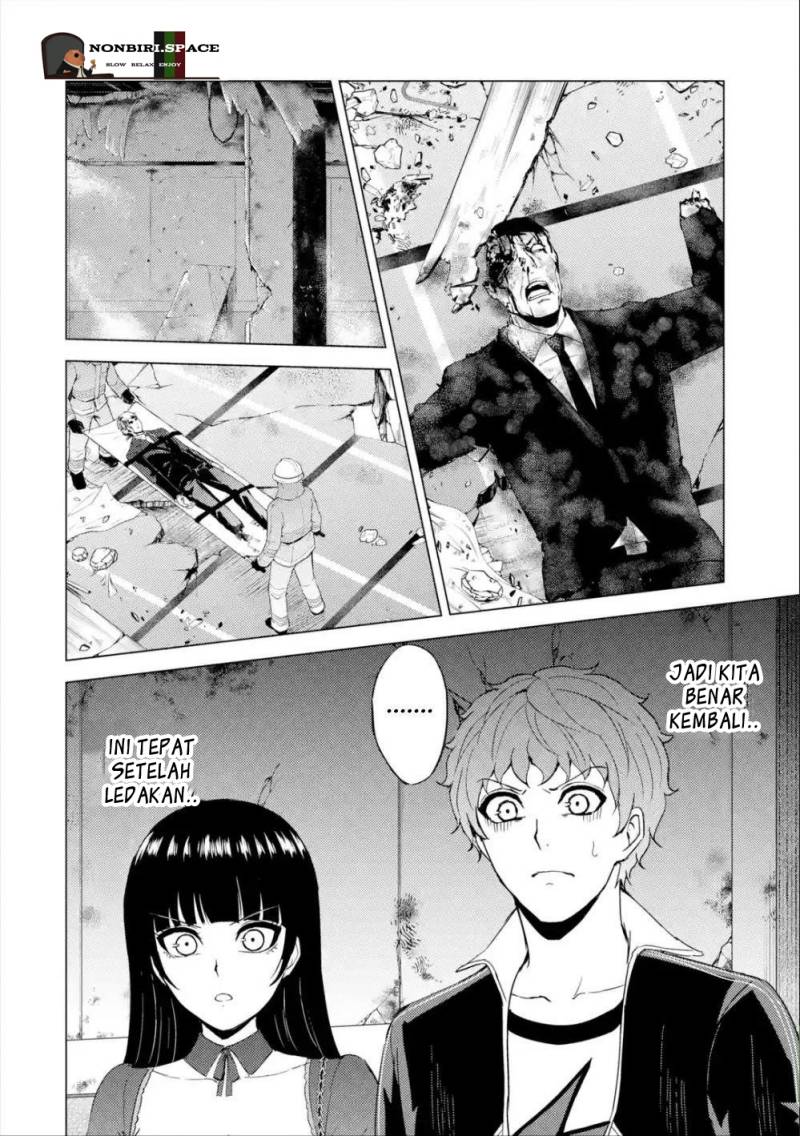 NONBIRI.SPACE
SLOW RELAX ENJOY
JADI KITA
BENAR
KEMBALI..
.......
INI TEPAT
SETELAH
LEDAKAN..